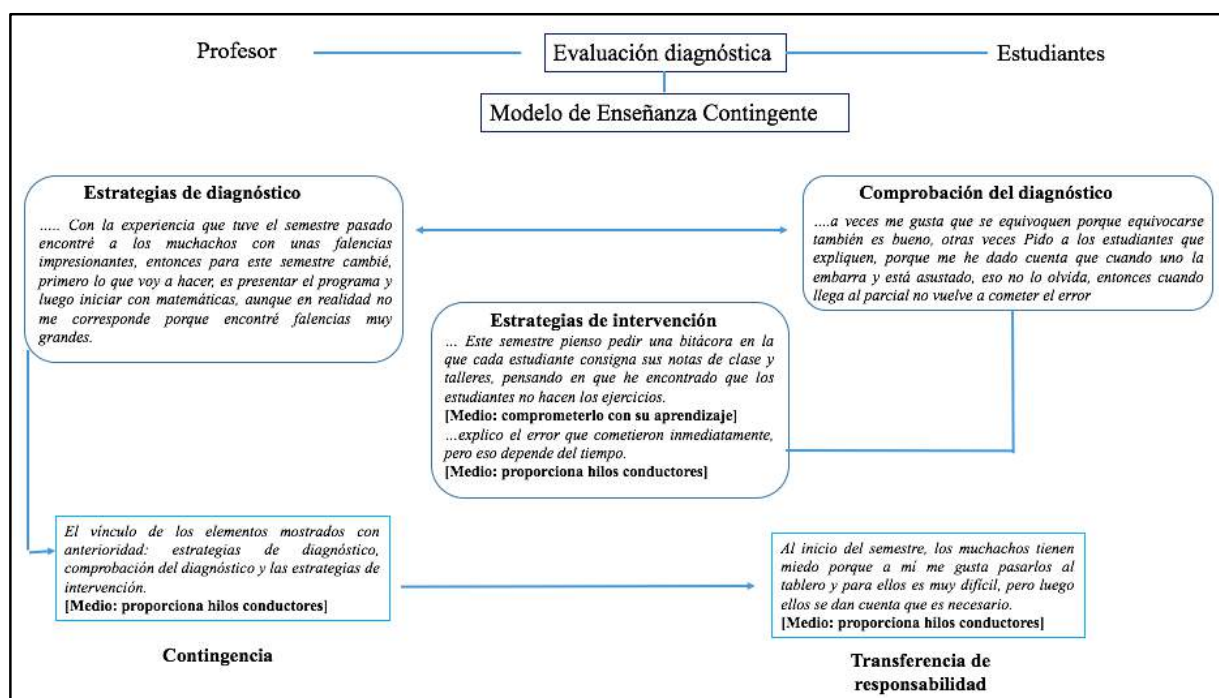 Profesor
Evaluación diagnóstica
Estudiantes
Modelo de Enseñanza Contingente
Estrategias de diagnóstico
..... Con la experiencia que tuve el semestre pasado
encontré a los muchachos con unas falencias
impresionantes, entonces para este semestre cambié,
primero lo que voy a hacer, es presentar el programa y
luego iniciar con matemáticas, aunque en realidad no
me corresponde porque encontré falencias muy
grandes.
Comprobación del diagnóstico
....a veces me gusta que se equivoquen porque equivocarse
también es bueno, otras veces Pido a los estudiantes que
expliquen, porque me he dado cuenta que cuando uno la
embarra y está asustado, eso no lo olvida, entonces cuando
llega al parcial no vuelve a cometer el error
Estrategias de intervención
... Este semestre pienso pedir una bitácora en la
que cada estudiante consigna sus notas de clase y
talleres, pensando en que he encontrado que los
estudiantes no hacen los ejercicios.
[Medio: comprometerlo con su aprendizaje]
...explico el error que cometieron inmediatamente,
pero eso depende del tiempo.
[Medio: proporciona hilos conductores]
El vínculo de los elementos mostrados con
anterioridad: estrategias de diagnóstico,
comprobación del diagnóstico y las estrategias de
intervención.
[Medio: proporciona hilos conductores]
Al inicio del semestre, los muchachos tienen
miedo porque a mí me gusta pasarlos al
tablero y para ellos es muy difícil, pero luego
ellos se dan cuenta que es necesario.
[Medio: proporciona hilos conductores]
Contingencia
Transferencia de
responsabilidad